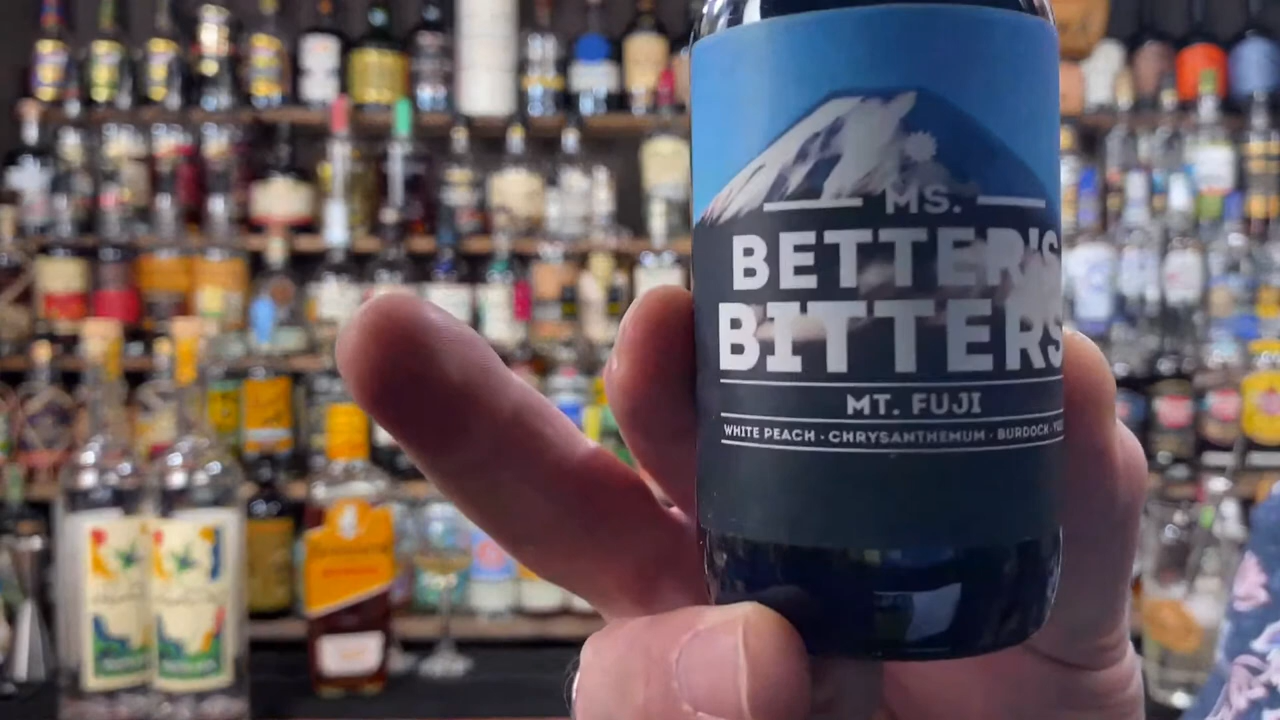 MS.
BETTER'S
BITTERS
MT. FUJI
WHITE PEACH · CHRYSANTHEMUM · BURDOCK ·